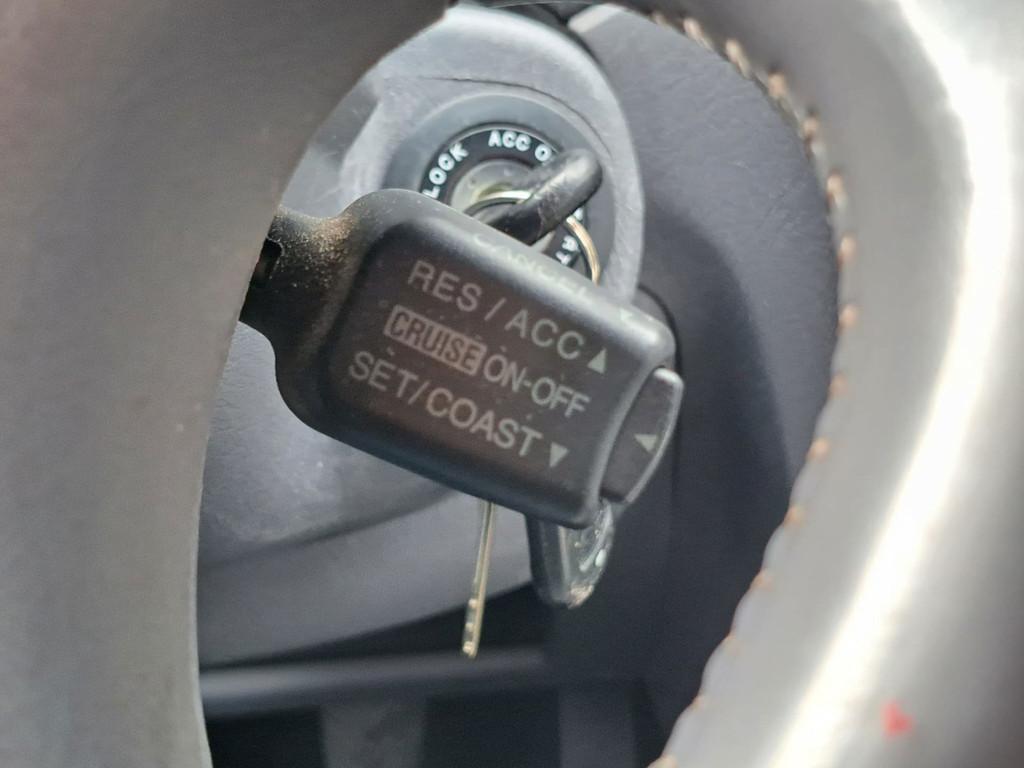 LOCK ACC O
CANCEL
RES / ACC ▲
CRUISE ON-OFF
SET/COAST ▼